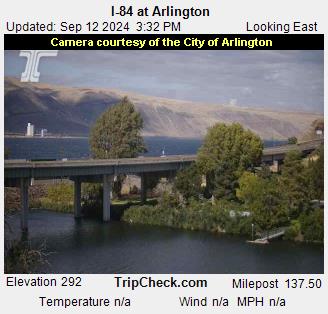 I-84 at Arlington
Updated: Sep 12 2024 3:32 PM Looking East
Camera courtesy of the City of Arlington
Elevation 292 TripCheck.com Milepost 137.50
Temperature n/a Wind n/a MPH n/a